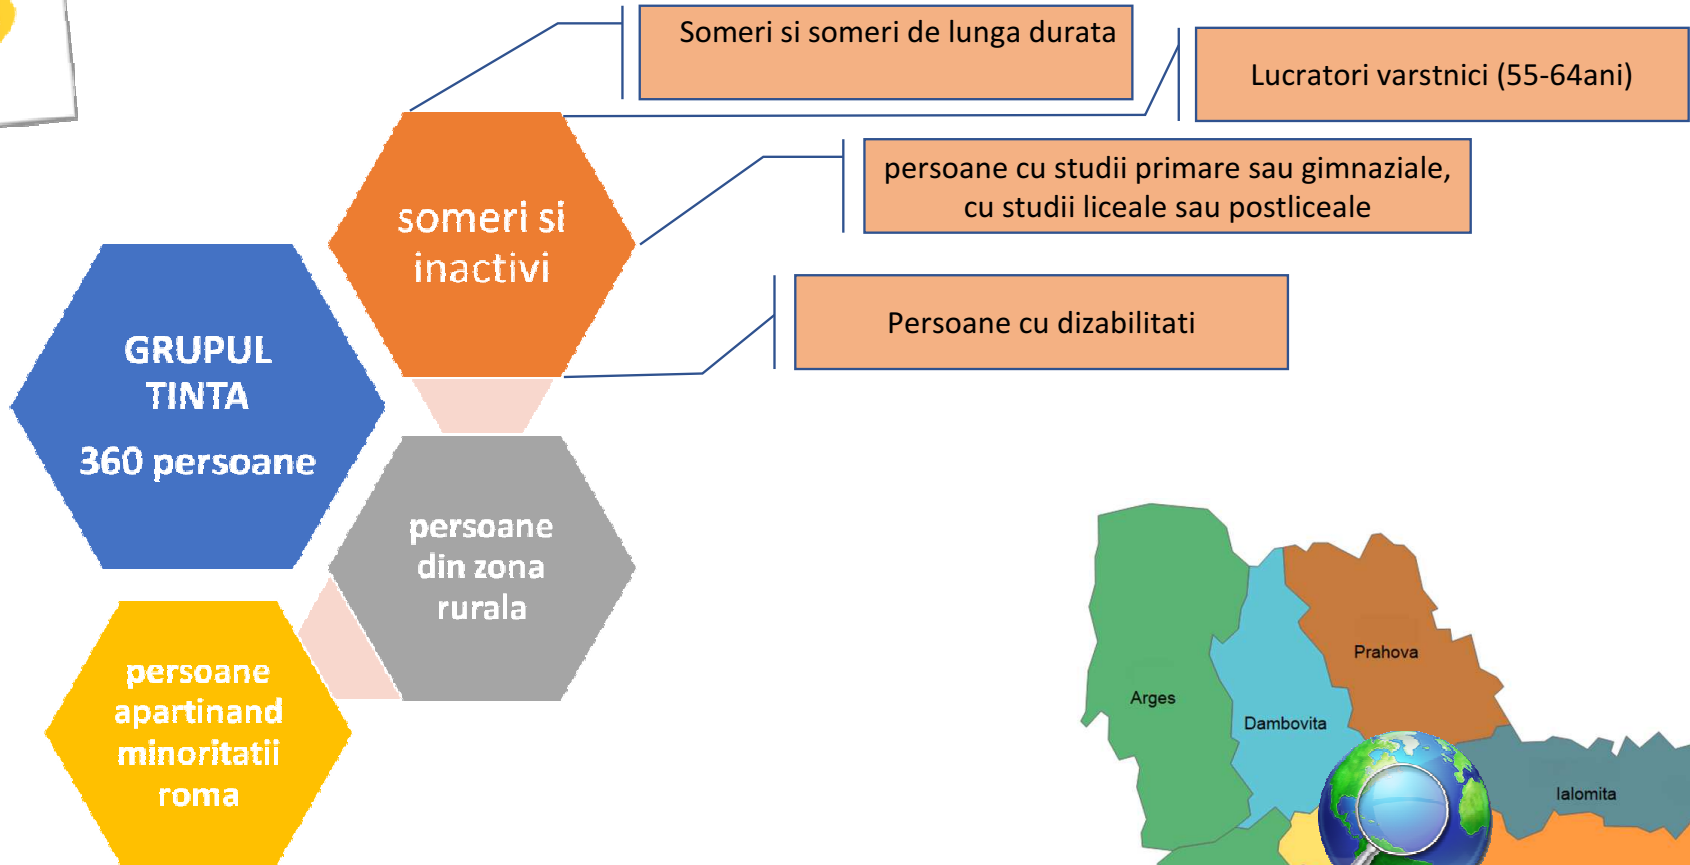 Someri si someri de lunga durata
Lucratori varstnici (55-64ani)
persoane cu studii primare sau gimnaziale,
cu studii liceale sau postliceale
Persoane cu dizabilitati
someri si
inactivi
GRUPUL
TINTA
360 persoane
persoane
din zona
rurala
persoane
apartinand
minoritatii
roma
Prahova
Arges
Dambovita
Ialomita